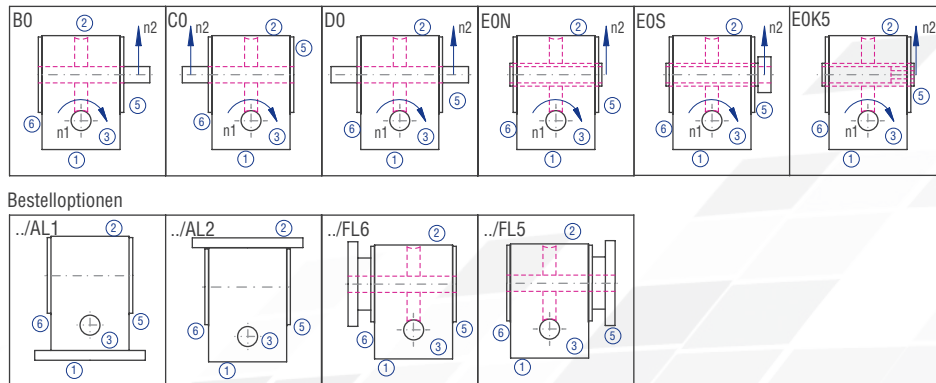 B0 C0 D0 E0N E0S E0K5
② n2 n2 ② ② n2 ② n2 ② n2 ② n2
⑤
⑤ ⑤ ⑤ ⑤
⑥ ⑥ ⑥ ⑥ ⑥
n1 ③ n1 ③ n1 ③ n1 ③ n1 ③ n1 ③
① ① ① ① ① ①
Bestelloptionen
../AL1 ../AL2 ../FL6 ../FL5
② ② ② ②
⑥ ③ ⑤ ⑥ ③ ⑤ ⑥ ③ ⑤ ⑥ ③ ⑤
① ① ① ①